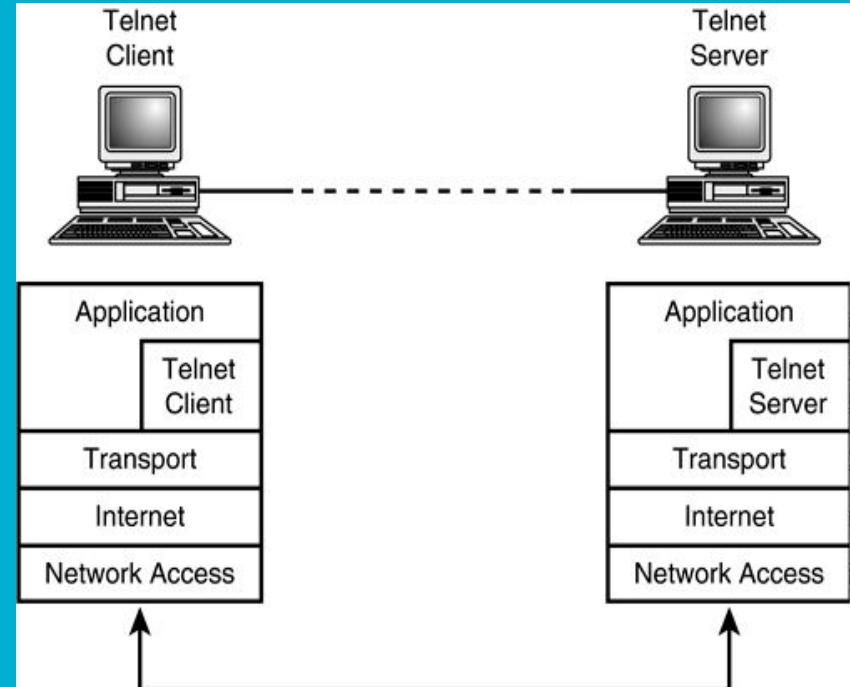 Telnet
Client
Telnet
Server
Application
Telnet
Client
Transport
Internet
Network Access
Application
Telnet
Server
Transport
Internet
Network Access